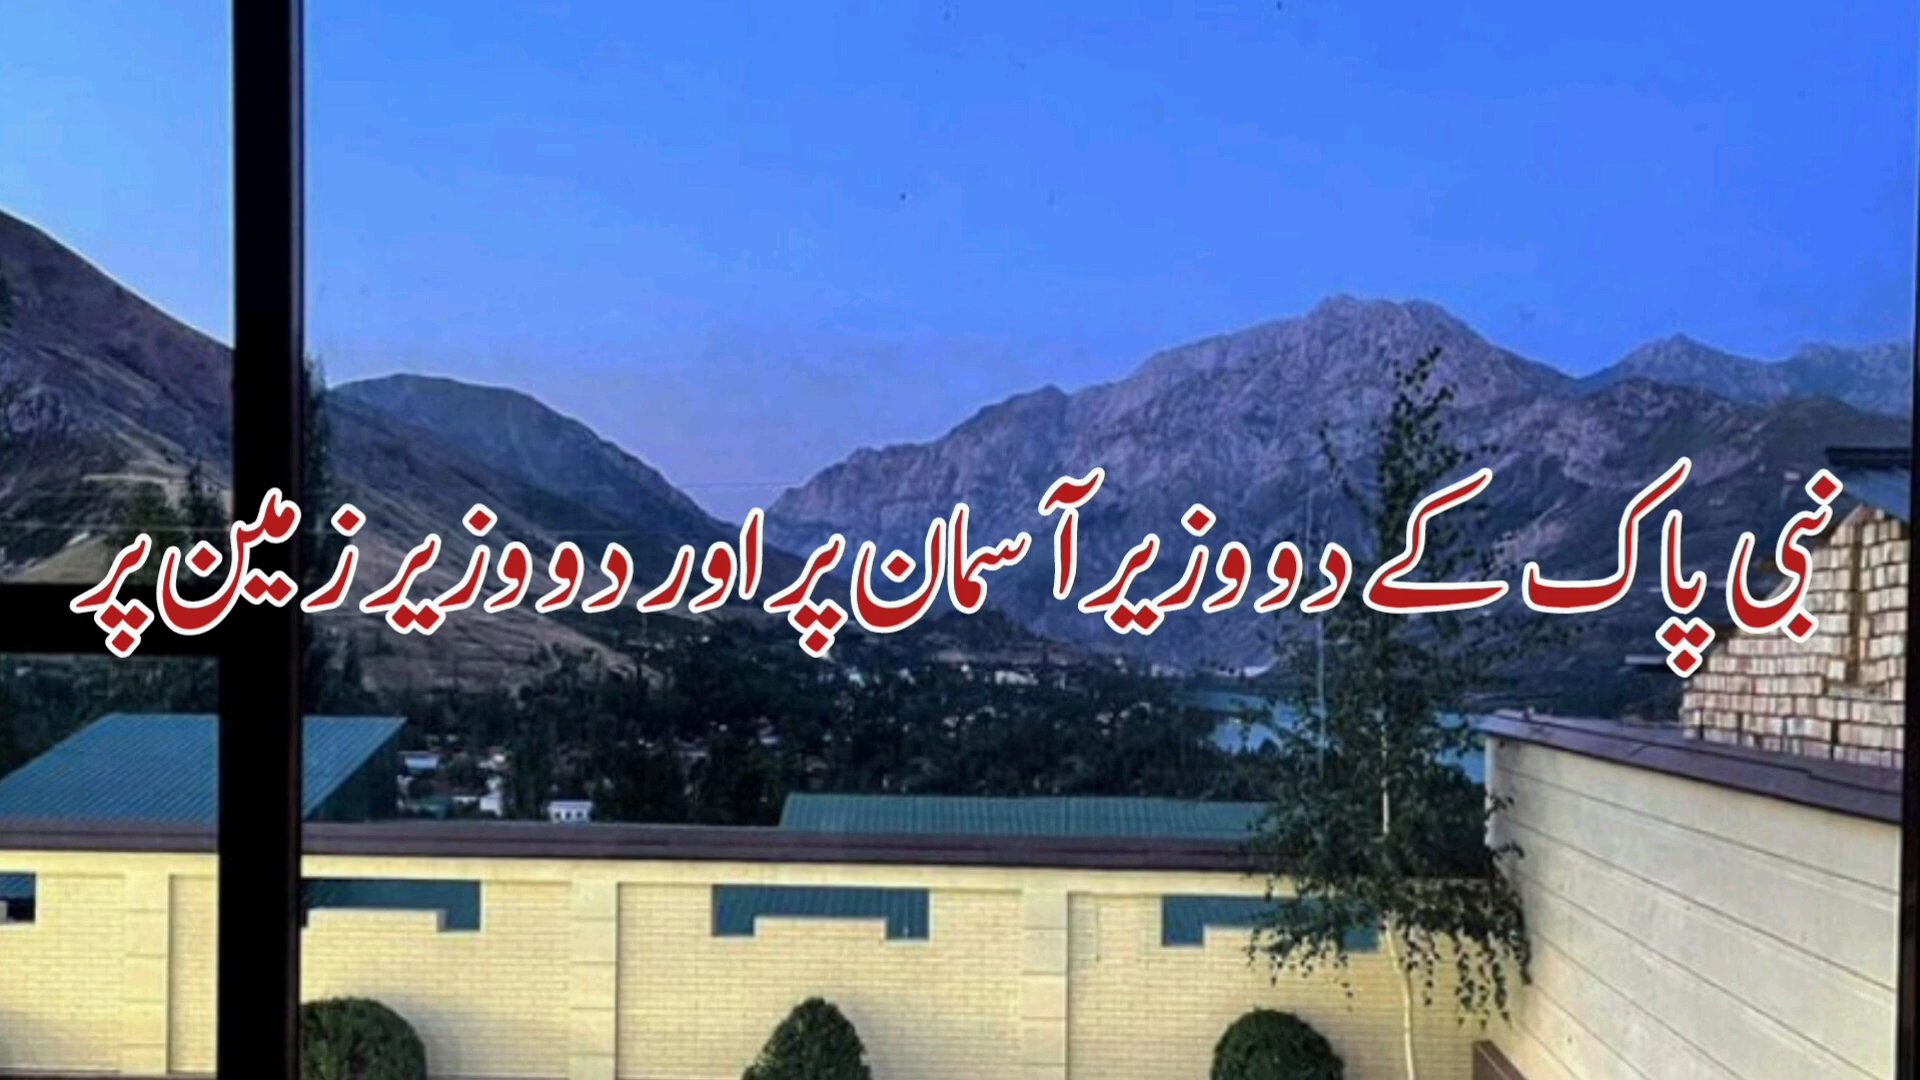 نبی پاک کے دو وزیر آسمان پر اور دو وزیر زمین پر